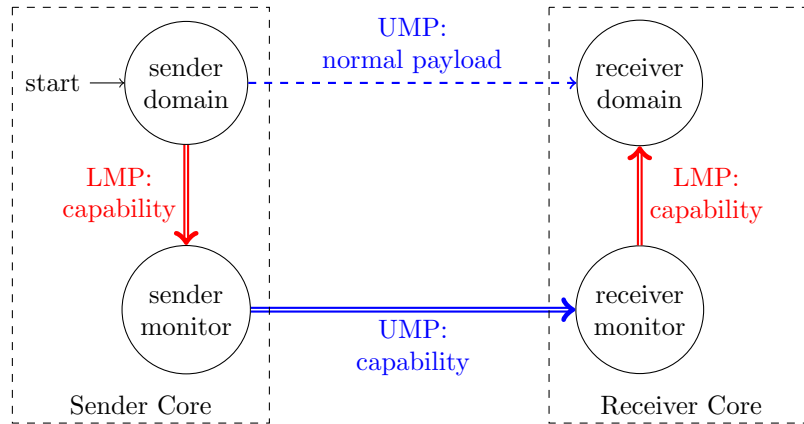 UMP:
normal payload
start
sender
domain
receiver
domain
LMP:
capability
LMP:
capability
sender
monitor
receiver
monitor
UMP:
capability
Sender Core
Receiver Core